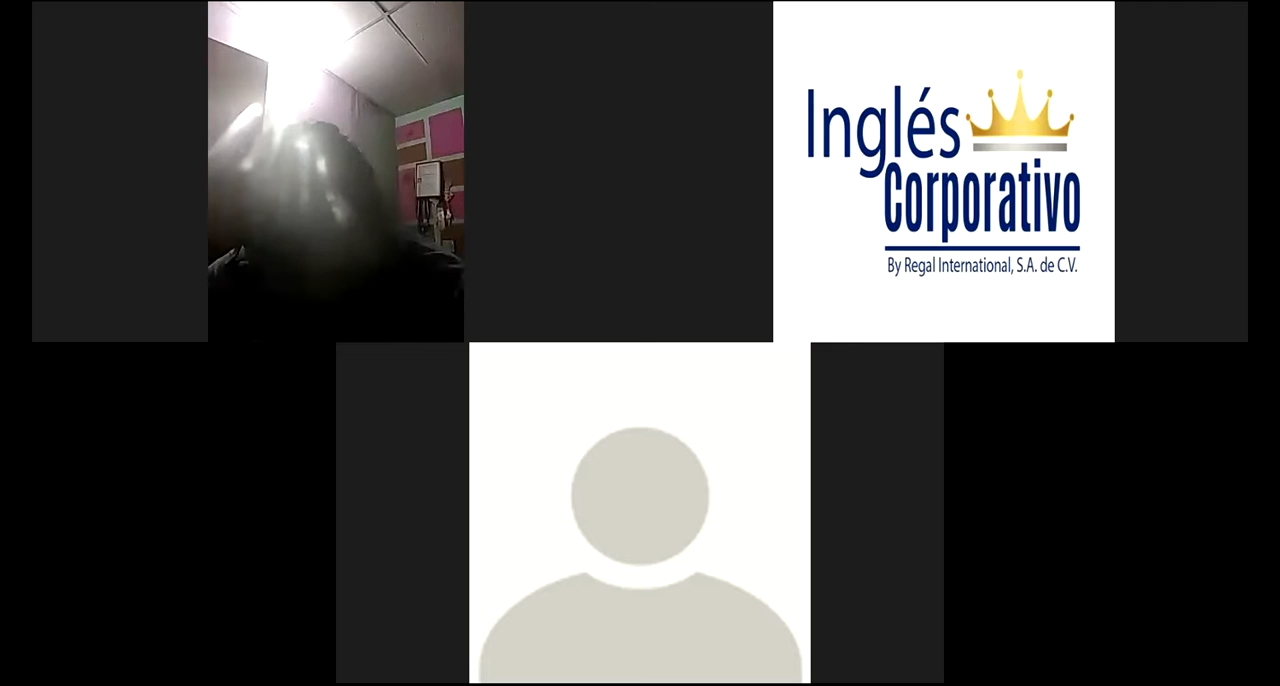 Inglés
Corporativo
By Regal International, S.A. de C.V.